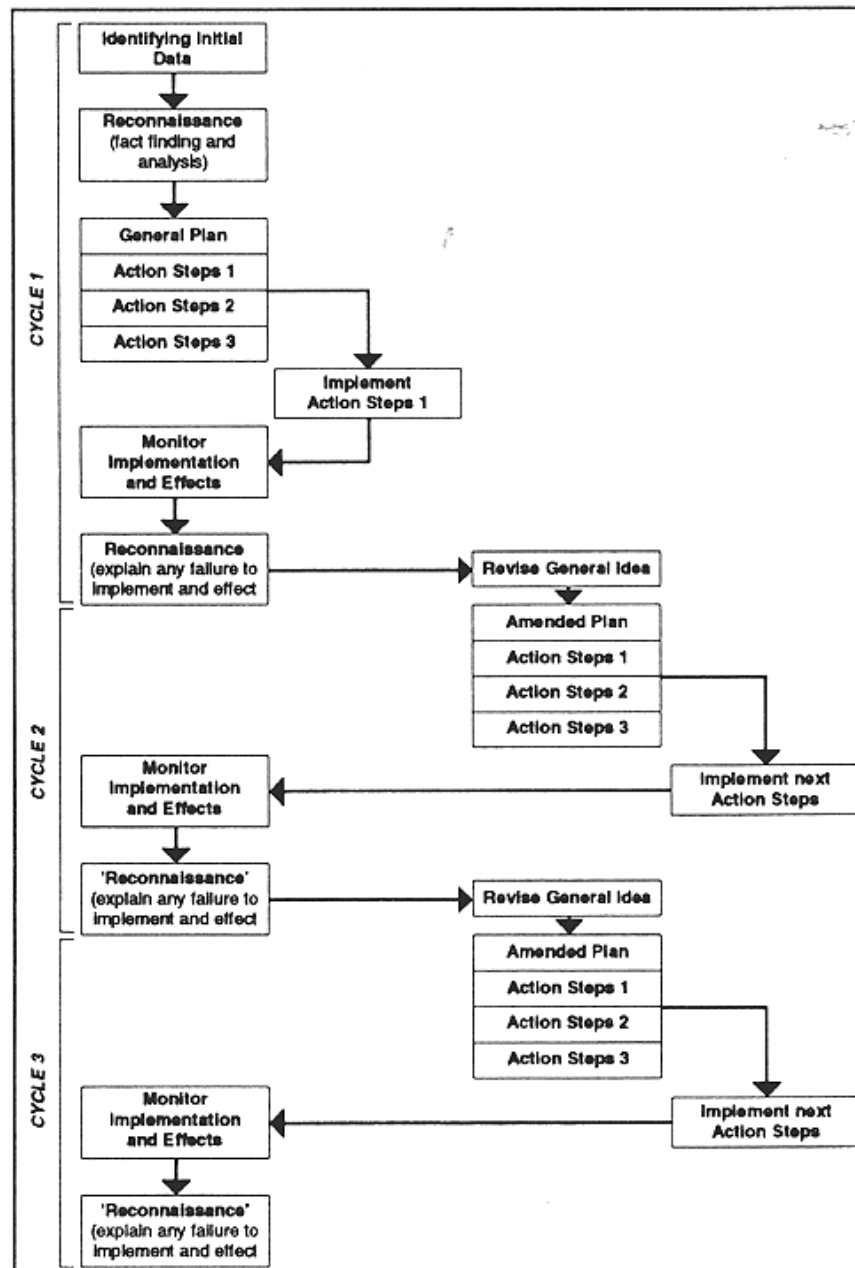 Identifying Initial
Data
Reconnaissance
(fact finding and
analysis)
General Plan
Action Steps 1
Action Steps 2
Action Steps 3
CYCLE 1
Implement
Action Steps 1
Monitor
Implementation
and Effects
Reconnaissance
(explain any failure to
implement and effect
Revise General Idea
Amended Plan
Action Steps 1
Action Steps 2
Action Steps 3
CYCLE 2
Implement next
Action Steps
Monitor
Implementation
and Effects
'Reconnaissance'
(explain any failure to
implement and effect
Revise General Idea
Amended Plan
Action Steps 1
Action Steps 2
Action Steps 3
CYCLE 3
Implement next
Action Steps
Monitor
Implementation
and Effects
'Reconnaissance'
(explain any failure to
implement and effect